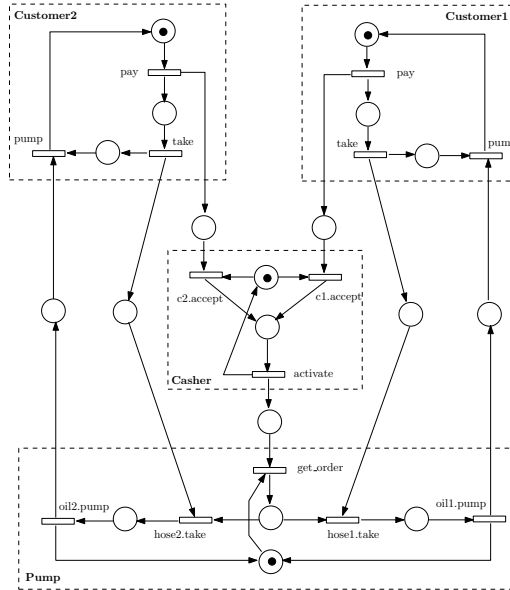 Customer2
Customer1
pay
pay
pump
take
take
pum
c2.accept
c1.accept
Casher
activate
get_order
oil2.pump
oil1.pump
hose2.take
hose1.take
Pump